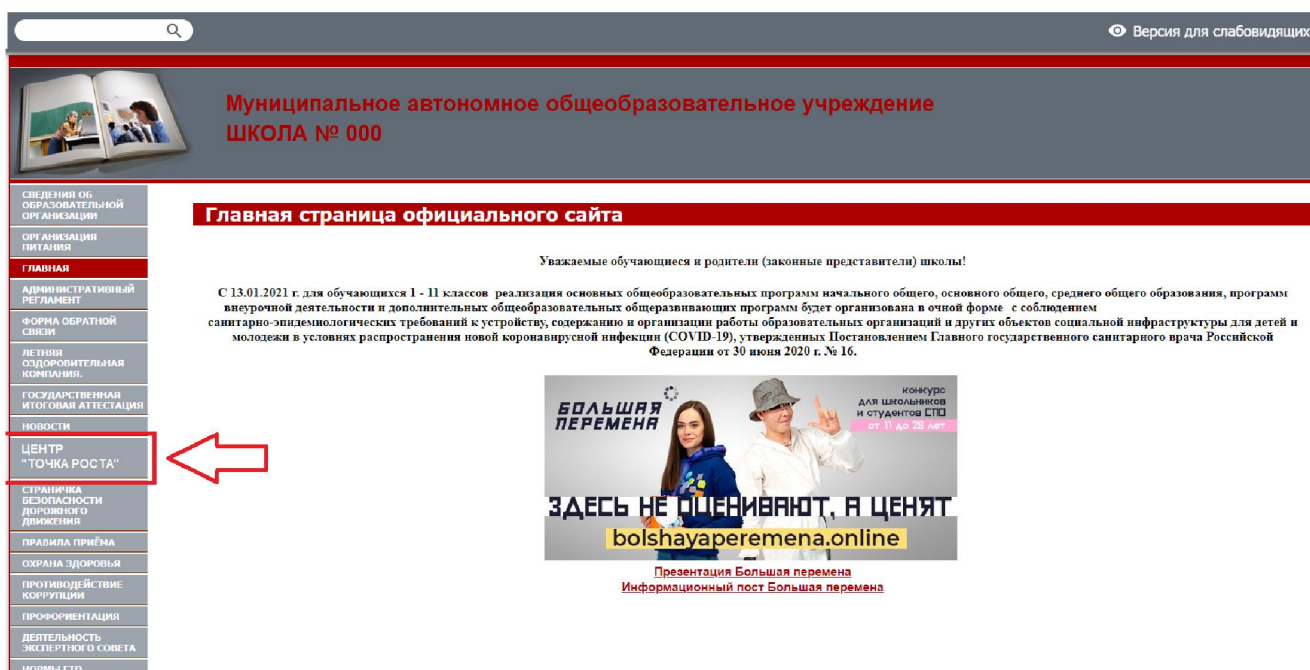 Версия для слабовидящих
Муниципальное автономное общеобразовательное учреждение
ШКОЛА № 000
СВЕДЕНИЯ ОБ
ОБРАЗОВАТЕЛЬНОЙ
ОРГАНИЗАЦИИ
ОРГАНИЗАЦИЯ
ПИТАНИЯ
ГЛАВНАЯ
АДМИНИСТРАТИВНЫЙ
РЕГЛАМЕНТ
ФОРМА ОБРАТНОЙ
СВЯЗИ
ЛЕТНЯЯ
ОЗДОРОВИТЕЛЬНАЯ
КОМПАНИЯ.
ГОСУДАРСТВЕННАЯ
ИТОГОВАЯ АТТЕСТАЦИЯ
НОВОСТИ
ЦЕНТР
"ТОЧКА РОСТА"
СТРАНИЧКА
БЕЗОПАСНОСТИ
ДОРОЖНОГО
ДВИЖЕНИЯ
ПРАВИЛА ПРИЁМА
ОХРАНА ЗДОРОВЬЯ
ПРОТИВОДЕЙСТВИЕ
КОРРУПЦИИ
ПРОФОРИЕНТАЦИЯ
ДЕЯТЕЛЬНОСТЬ
ЭКСПЕРТНОГО СОВЕТА
НОРМЫ ГТО
Главная страница официального сайта
Уважаемые обучающиеся и родители (законные представители) школы!
С 13.01.2021 г. для обучающихся 1 - 11 классов реализация основных общеобразовательных программ начального общего, основного общего, среднего общего образования, программ
внеурочной деятельности и дополнительных общеобразовательных общеразвивающих программ будет организована в очной форме с соблюдением
санитарно-эпидемиологических требований к устройству, содержанию и организации работы образовательных организаций и других объектов социальной инфраструктуры для детей и
молодежи в условиях распространения новой коронавирусной инфекции (COVID-19), утвержденных Постановлением Главного государственного санитарного врача Российской
Федерации от 30 июня 2020 г. № 16.
БОЛЬШАЯ
ПЕРЕМЕНА
конкурс
для школьников
и студентов СПО
от 11 до 25 лет
ЗДЕСЬ НЕ ОЦЕНИВАЮТ, А ЦЕНЯТ
bolshayaperemena.online
Презентация Большая перемена
Информационный пост Большая перемена